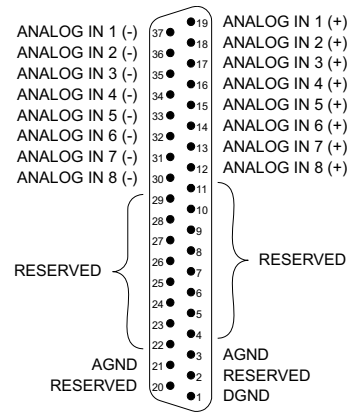 19 ANALOG IN 1 (+)
ANALOG IN 1 (-) 37
18 ANALOG IN 2 (+)
ANALOG IN 2 (-) 36
17 ANALOG IN 3 (+)
ANALOG IN 3 (-) 35
16 ANALOG IN 4 (+)
ANALOG IN 4 (-) 34
15 ANALOG IN 5 (+)
ANALOG IN 5 (-) 33
14 ANALOG IN 6 (+)
ANALOG IN 6 (-) 32
13 ANALOG IN 7 (+)
ANALOG IN 7 (-) 31
12 ANALOG IN 8 (+)
ANALOG IN 8 (-) 30
11
29
10
28
9
27
8
26
RESERVED
RESERVED
7
25
6
24
5
23
4
22
3 AGND
AGND 21
2 RESERVED
RESERVED 20
1 DGND